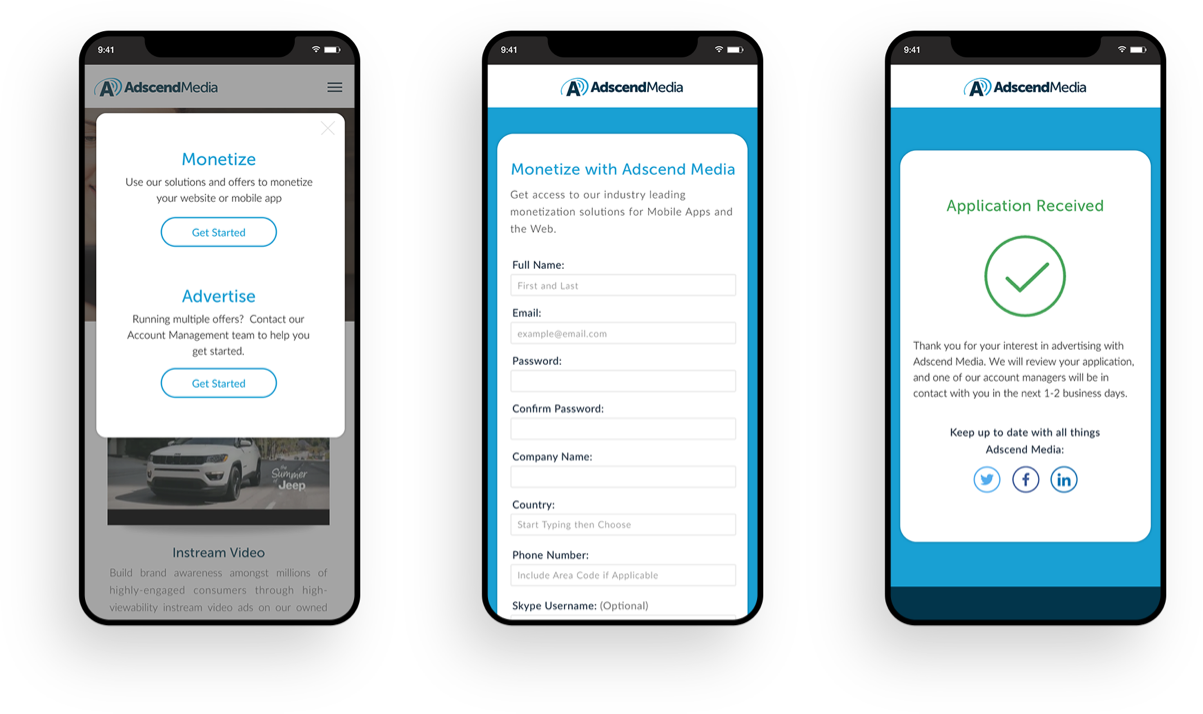 9:41
AdscendMedia
Monetize
Use our solutions and offers to monetize
your website or mobile app
Get Started
Advertise
Running multiple offers?  Contact our
Account Management team to help you
get started.
Get Started
the
Summer
of Jeep
Instream Video
Build brand awareness amongst millions of
highly-engaged consumers through high-
viewability instream video ads on our owned
9:41
AdscendMedia
Monetize with Adscend Media
Get access to our industry leading
monetization solutions for Mobile Apps and
the Web.
Full Name:
First and Last
Email:
example@email.com
Password:
Confirm Password:
Company Name:
Country:
Start Typing then Choose
Phone Number:
Include Area Code if Applicable
Skype Username: (Optional)
9:41
AdscendMedia
Application Received
Thank you for your interest in advertising with
Adscend Media. We will review your application,
and one of our account managers will be in
contact with you in the next 1-2 business days.
Keep up to date with all things
Adscend Media: